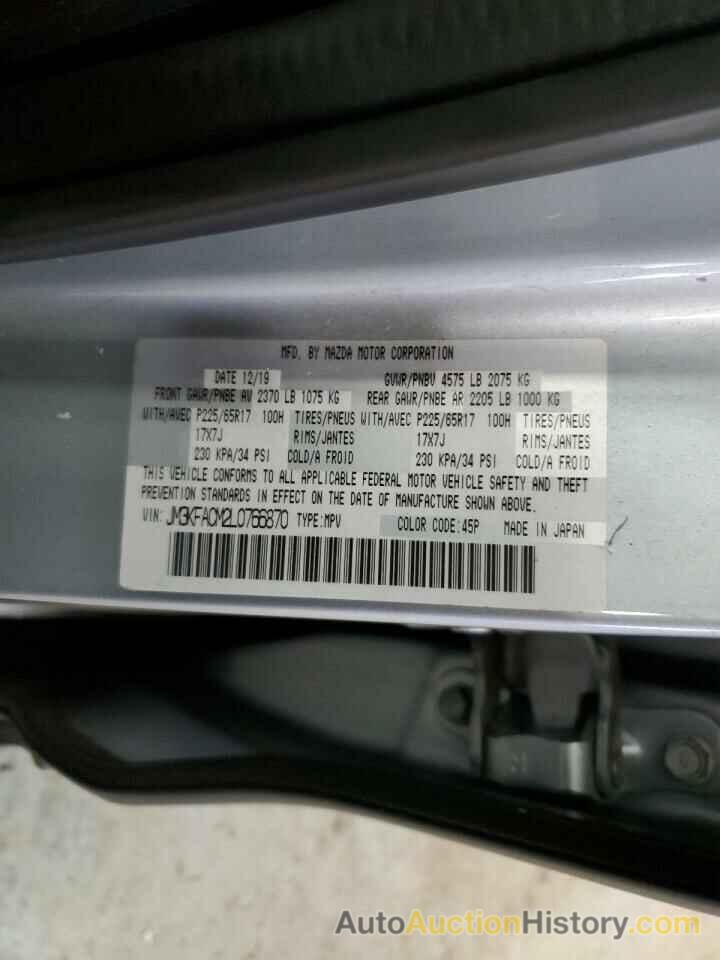 MFD. BY MAZDA MOTOR CORPORATION
DATE 12/19 GVWR/PNBV 4575 LB 2075 KG
FRONT GAWR/PNBE AV 2370 LB 1075 KG REAR GAWR/PNBE AR 2205 LB 1000 KG
WITH/AVEC P225/65R17 100H TIRES/PNEUS WITH/AVEC P225/65R17 100H TIRES/PNEUS
17X7J RIMS/JANTES 17X7J RIMS/JANTES
230 KPA/34 PSI COLD/A FROID 230 KPA/34 PSI COLD/A FROID
THIS VEHICLE CONFORMS TO ALL APPLICABLE FEDERAL MOTOR VEHICLE SAFETY AND THEFT
PREVENTION STANDARDS IN EFFECT ON THE DATE OF MANUFACTURE SHOWN ABOVE.
VIN: JM3KFACM2L0766870 TYPE:MPV COLOR CODE:45P MADE IN JAPAN
AutoAuctionHistory.com